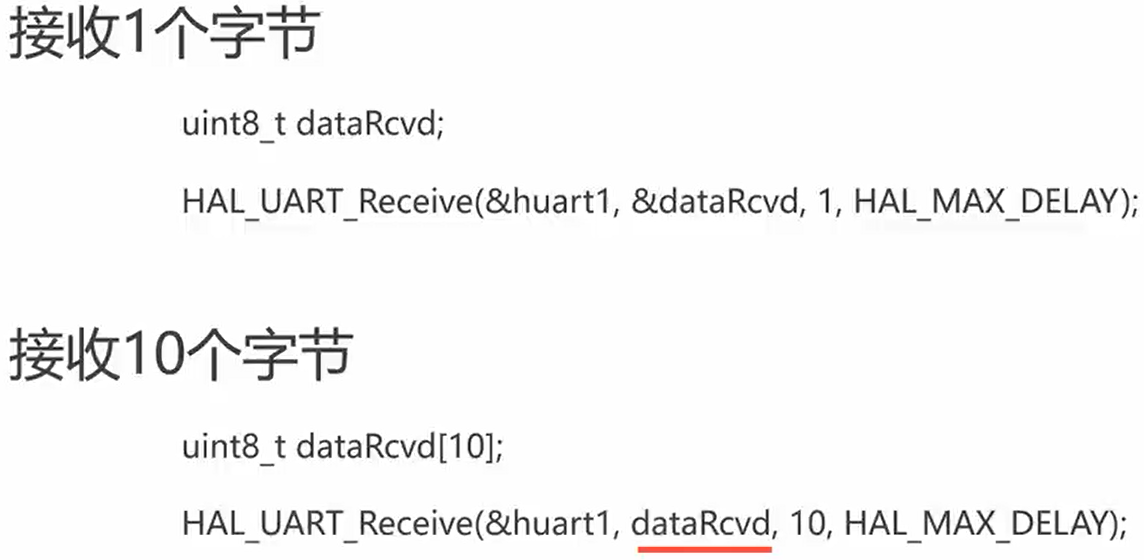 接收1个字节
uint8_t dataRcvd;
HAL_UART_Receive(&huart1, &dataRcvd, 1, HAL_MAX_DELAY);
接收10个字节
uint8_t dataRcvd[10];
HAL_UART_Receive(&huart1, dataRcvd, 10, HAL_MAX_DELAY);